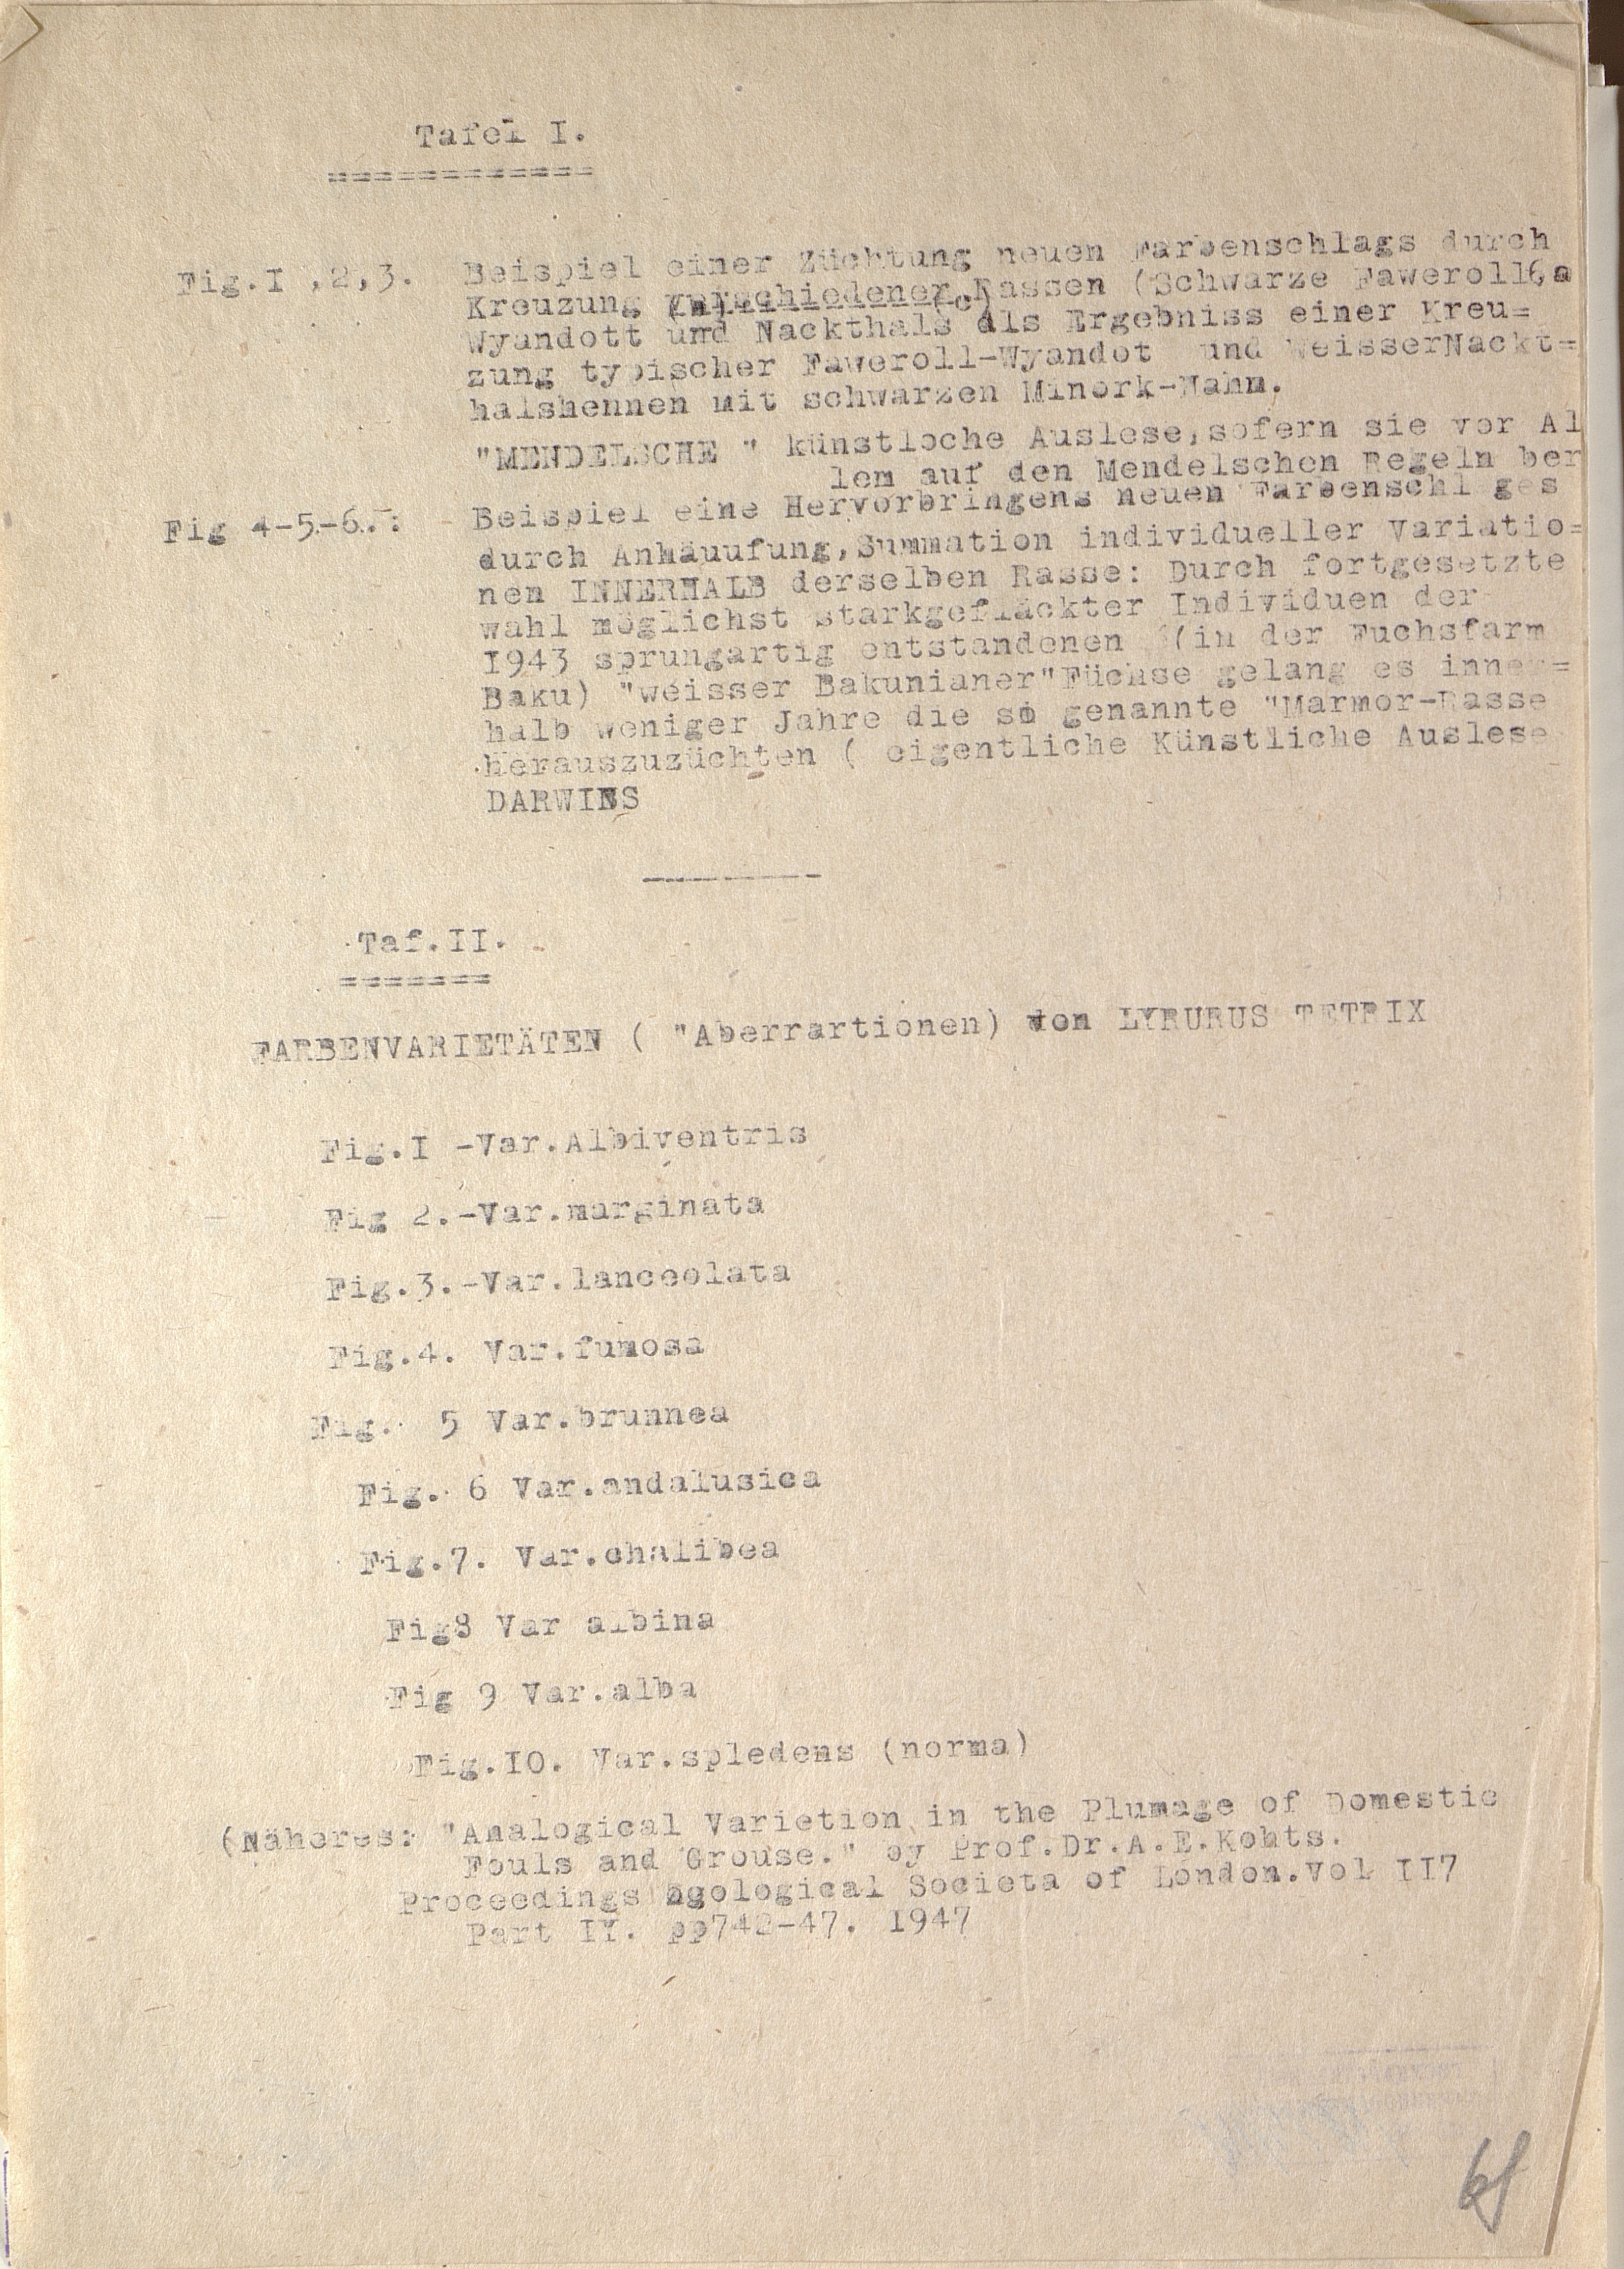 Tafel I.
============
Fig.I ,2,3. Beispiel einer Züchtung neuen Farbenschlags durch
Kreuzung verschiedener Rassen (Schwarze Faweroll
Wyandott und Nackthals als Ergebniss einer Kreu=
zung typischer Faweroll-Wyandot und WeisserNackt=
halshennen mit schwarzen Minork-Hahn.
"MENDELSCHE " künstloche Auslese,sofern sie vor Al
lem auf den Mendelschen Regeln ber
Fig 4-5-6.: Beispiel eine Hervorbringens neuen Farbenschl ges
durch Anhäuufung,Summation individueller Variatio=
nen INNERHALB derselben Rasse: Durch fortgesetzte
wahl möglichst starkgefläckter Individuen der
1943 sprungartig entstandenen (in der Fuchsfarm
Baku) "weisser Bakunianer"Füchse gelang es inner=
halb weniger Jahre die so genannte "Marmor-Rasse
herauszuzüchten ( eigentliche Künstliche Auslese
DARWINS
---------
Taf.II.
=======
FARBENVARIETÄTEN ( "Aberrartionen) von LYRURUS TETRIX
Fig.I -Var.Albiventris
Fig 2.-Var.marginata
Fig.3.-Var.lanceolata
Fig.4. Var.fumosa
Fig. 5 Var.brunnea
Fig. 6 Var.andalusica
Fig.7. Var.chalibea
Fig8 Var albina
Fig 9 Var.alba
Fig.IO. Var.spledens (norma)
(Näheres: "Analogical Varietion in the Plumage of Domestic
Fouls and Grouse." by Prof.Dr.A.E.Kohts.
Proceedings Societa of London.Vol II7
Part IY. pp742-47. 1947